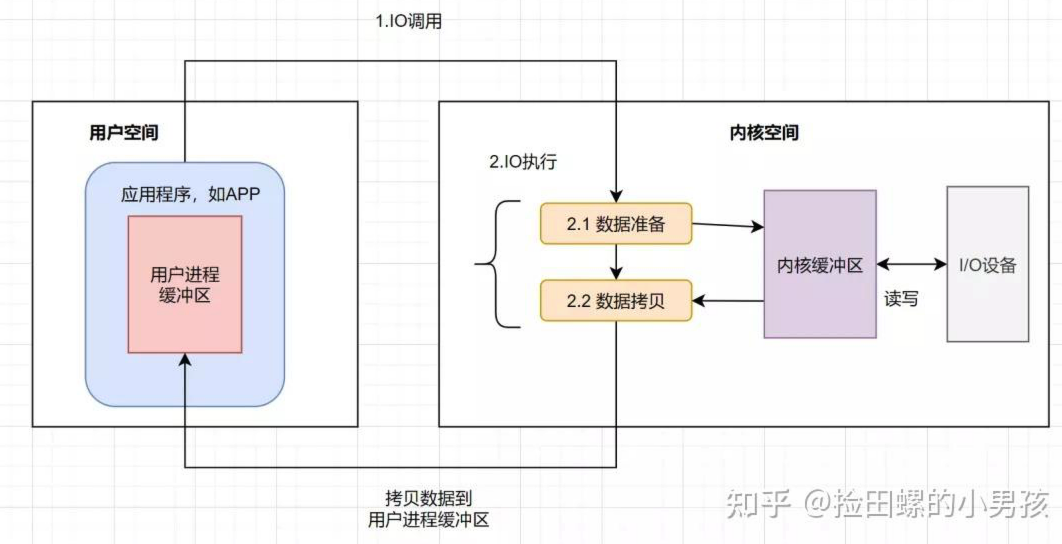 1.IO调用
用户空间
内核空间
2.IO执行
应用程序，如APP
用户进程
缓冲区
2.1 数据准备
2.2 数据拷贝
内核缓冲区
I/O设备
读写
拷贝数据到
用户进程缓冲区
知乎 @捡田螺的小男孩